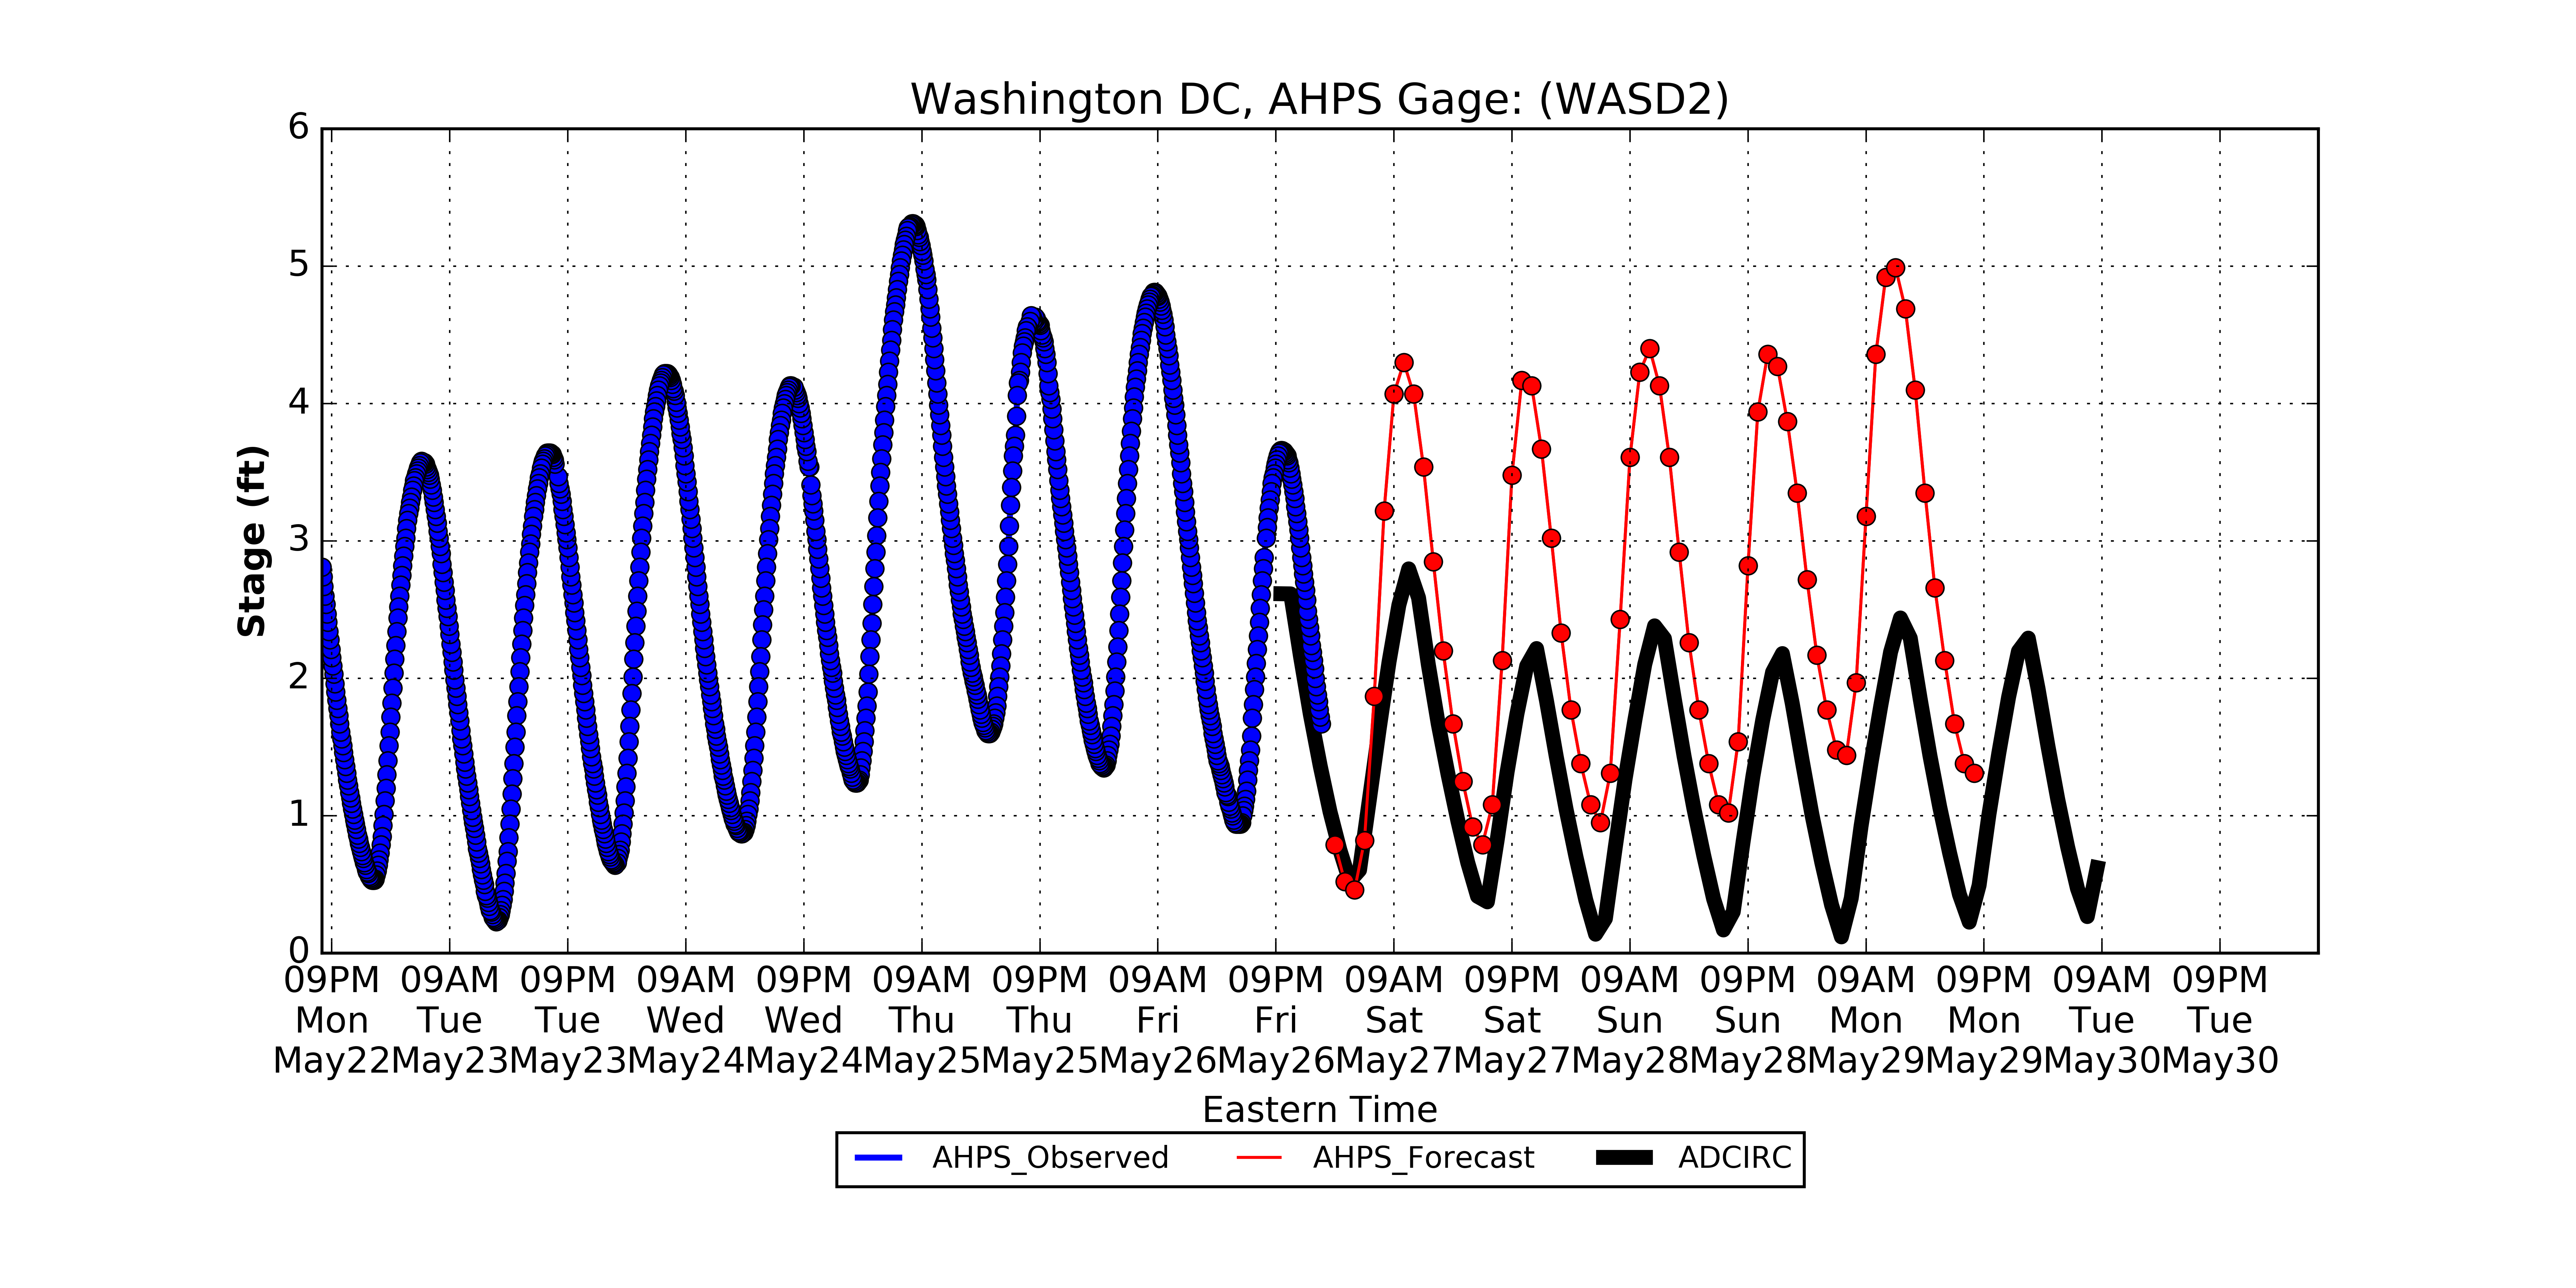 Washington DC, AHPS Gage: (WASD2)
6
5
4
3
2
1
0
Stage (ft)
09PM 09AM 09PM 09AM 09PM 09AM 09PM 09AM 09PM 09AM 09PM 09AM 09PM 09AM 09PM 09AM 09PM
Mon Tue Tue Wed Wed Thu Thu Fri Fri Sat Sat Sun Sun Mon Mon Tue Tue
May22 May23 May23 May24 May24 May25 May25 May26 May26 May27 May27 May28 May28 May29 May29 May30 May30
Eastern Time
AHPS_Observed AHPS_Forecast ADCIRC